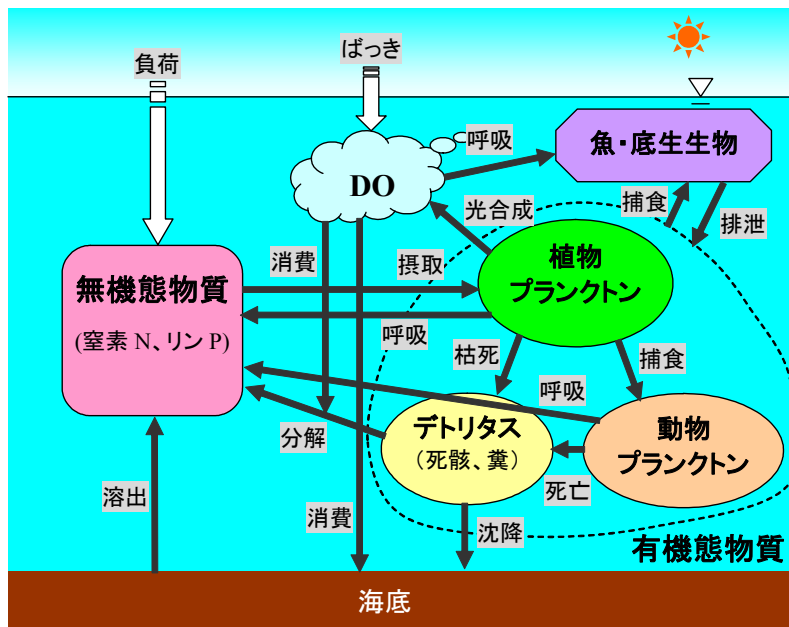 負荷
ばっき
呼吸
魚・底生生物
DO
光合成
捕食
排泄
消費
摂取
植物
プランクトン
無機態物質
(窒素 N、リン P)
呼吸
枯死
捕食
呼吸
分解
デトリタス
（死骸、糞）
動物
プランクトン
死亡
溶出
消費
沈降
有機態物質
海底